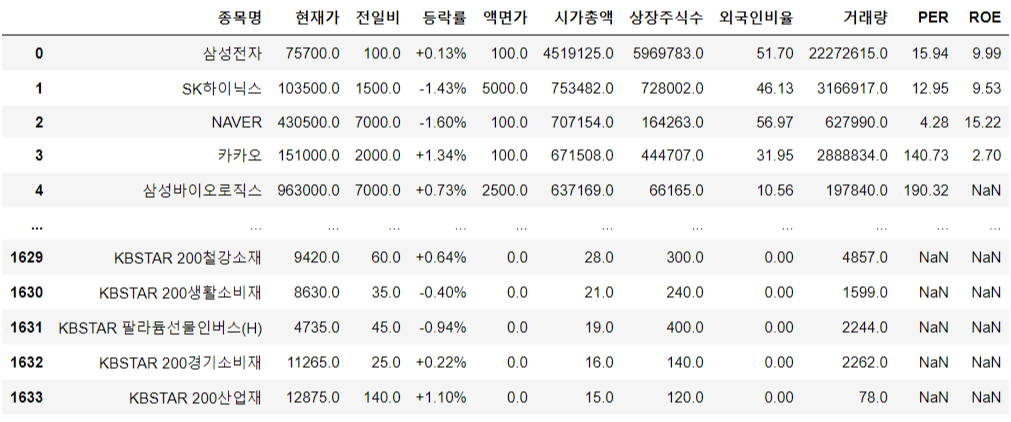 종목명 현재가 전일비 등락률 액면가 시가총액 상장주식수 외국인비율 거래량 PER ROE
0 삼성전자 75700.0 100.0 +0.13% 100.0 4519125.0 5969783.0 51.70 22272615.0 15.94 9.99
1 SK하이닉스 103500.0 1500.0 -1.43% 5000.0 753482.0 728002.0 46.13 3166917.0 12.95 9.53
2 NAVER 430500.0 7000.0 -1.60% 100.0 707154.0 164263.0 56.97 627990.0 4.28 15.22
3 카카오 151000.0 2000.0 +1.34% 100.0 671508.0 444707.0 31.95 2888834.0 140.73 2.70
4 삼성바이오로직스 963000.0 7000.0 +0.73% 2500.0 637169.0 66165.0 10.56 197840.0 190.32 NaN
... ... ... ... ... ... ... ... ... ... ... ...
1629 KBSTAR 200철강소재 9420.0 60.0 +0.64% 0.0 28.0 300.0 0.00 4857.0 NaN NaN
1630 KBSTAR 200생활소비재 8630.0 35.0 -0.40% 0.0 21.0 240.0 0.00 1599.0 NaN NaN
1631 KBSTAR 팔라듐선물인버스(H) 4735.0 45.0 -0.94% 0.0 19.0 400.0 0.00 2244.0 NaN NaN
1632 KBSTAR 200경기소비재 11265.0 25.0 +0.22% 0.0 16.0 140.0 0.00 2262.0 NaN NaN
1633 KBSTAR 200산업재 12875.0 140.0 +1.10% 0.0 15.0 120.0 0.00 78.0 NaN NaN